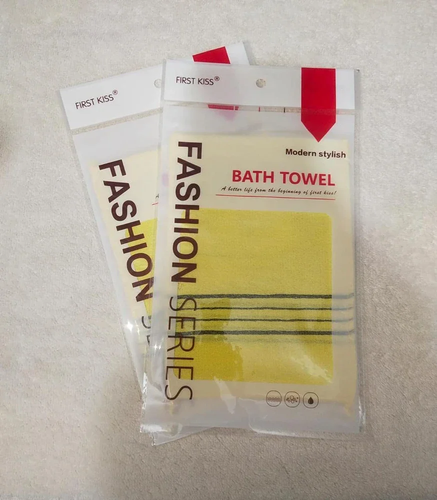 FIRST KISS®
FIRST KISS®
Modern stylish
BATH TOWEL
A better life from the beginning of first kiss!
FASHION SERIES
FASHION